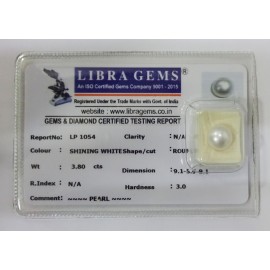 LIBRA GEMS®
An ISO Certified Gems Company 9001 - 2015
Registered Under the Trade Marks with Govt. of India
website : www.libragems.co.in
GEMS & DIAMOND CERTIFIED TESTING REPORT
ReportNo: LP 1054 Clarity : N/A
Colour : SHINING WHITE Shape/cut : ROUN
Wt : 3.80 cts Dimension
R.Index : N/A Hardness : 3.0
Comment : ~~~~ PEARL ~~~~